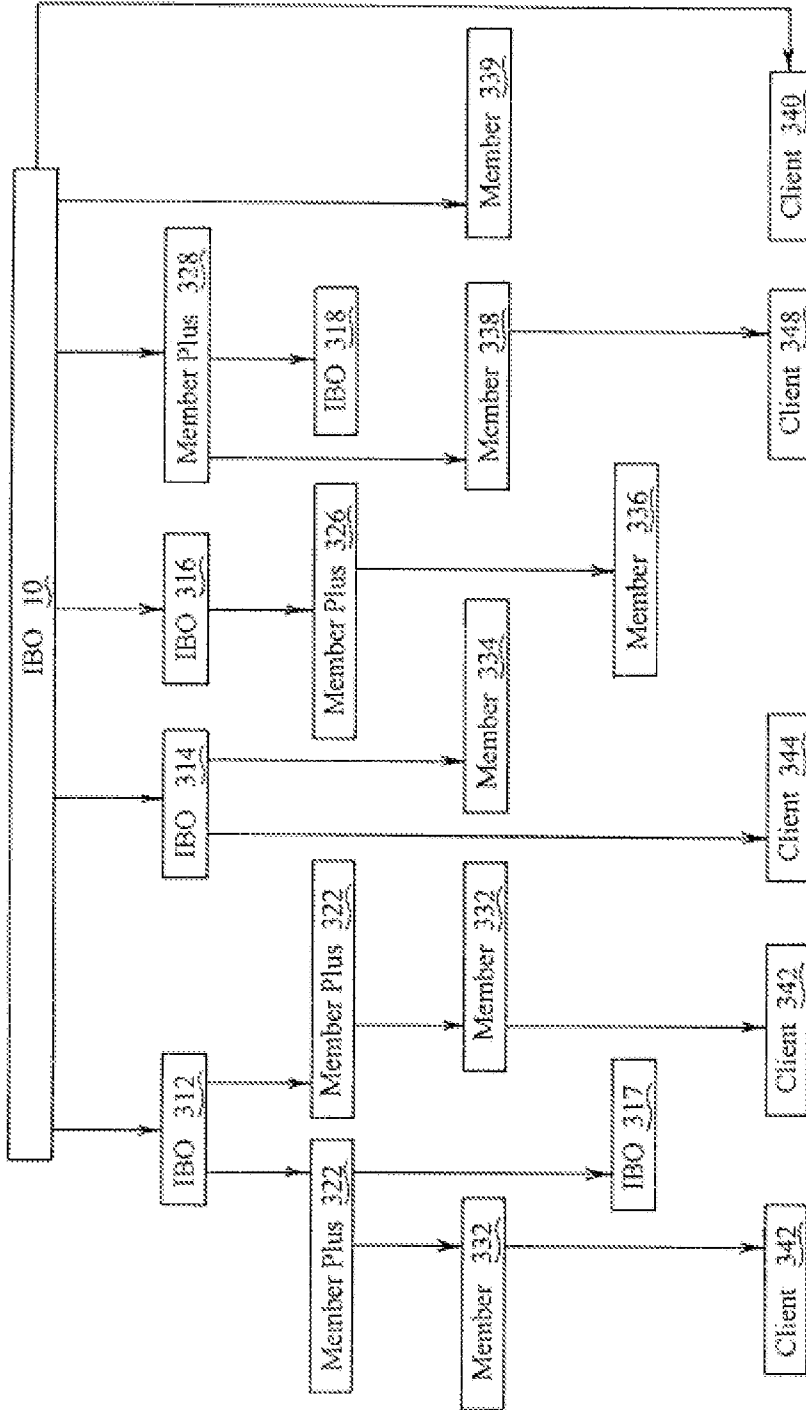 IBO 10
IBO 312
IBO 314
IBO 316
Member Plus 328
Member Plus 322
Member Plus 322
Member Plus 326
IBO 318
Member 332
Member 332
Member 334
Member 338
Member 339
IBO 317
Member 336
Client 342
Client 342
Client 344
Client 348
Client 340